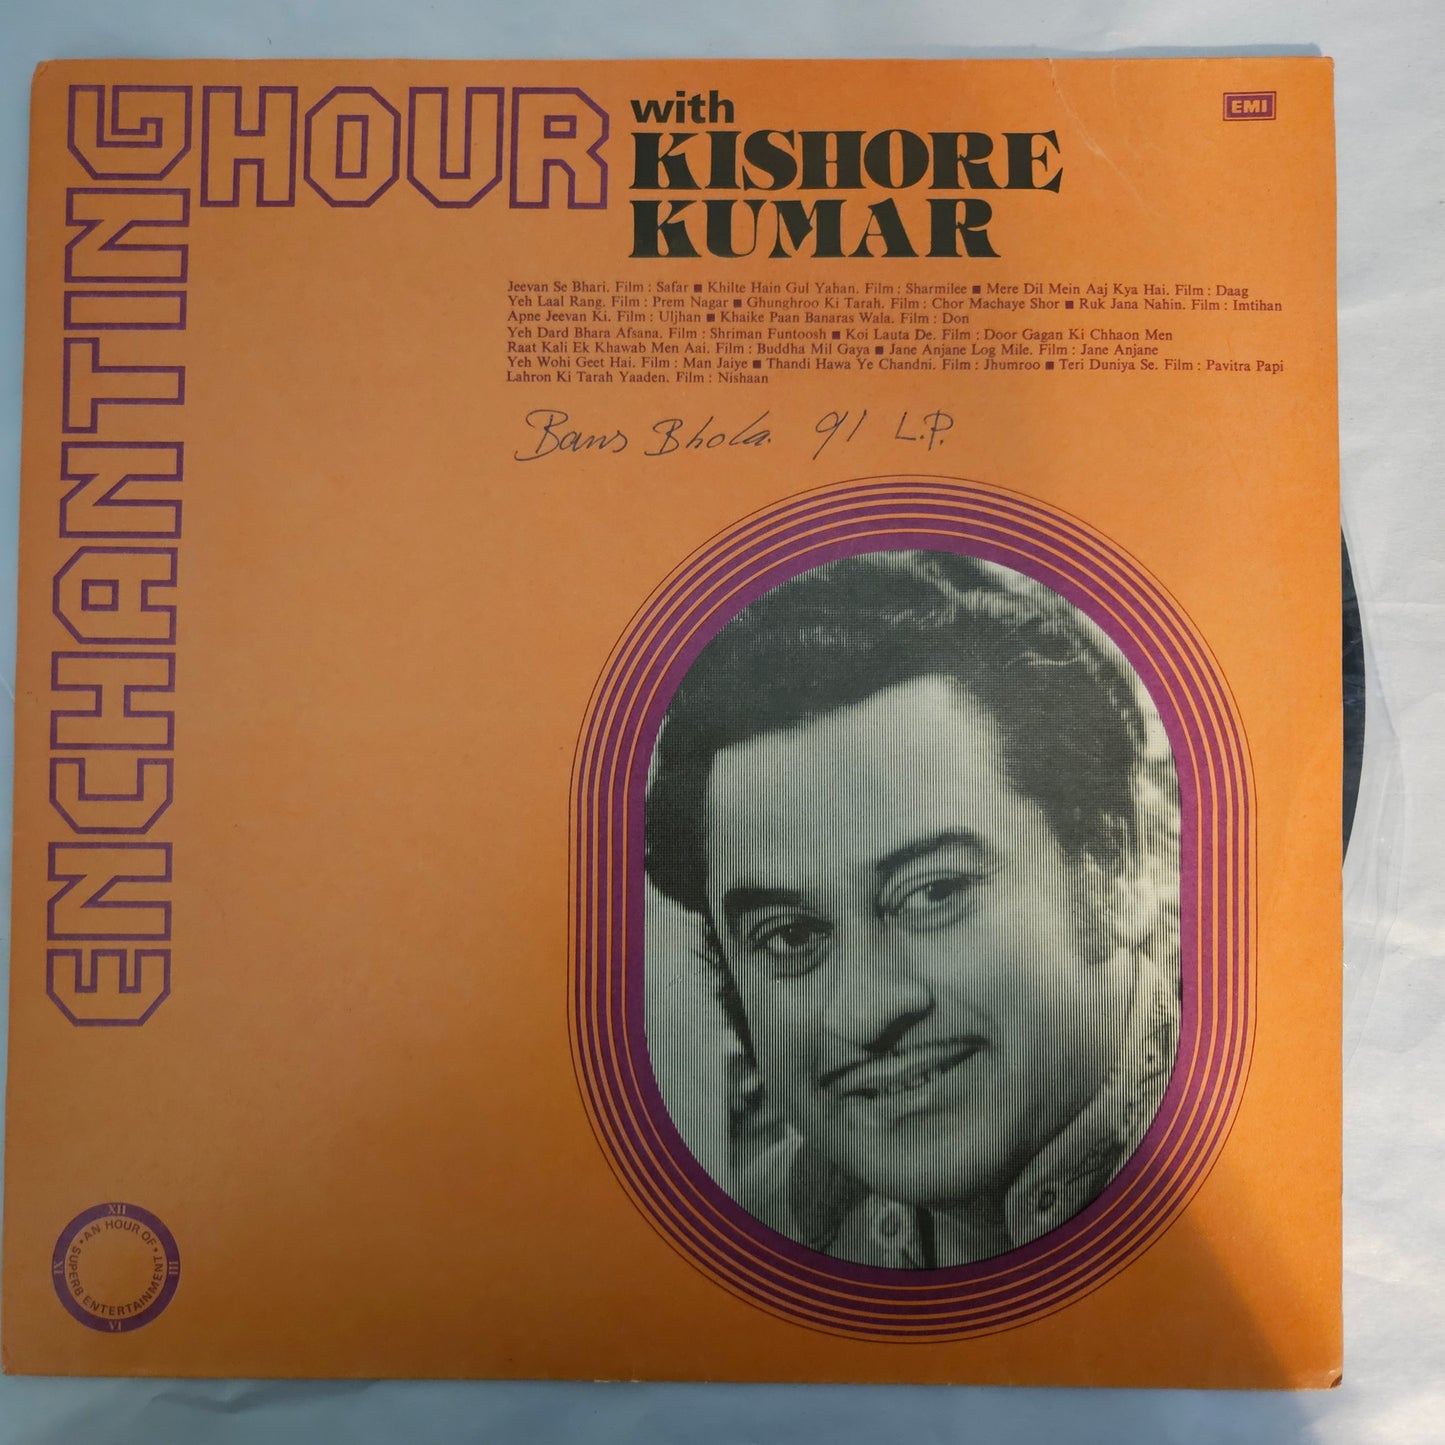 ENCHANTING HOUR
with
KISHORE
KUMAR
EMI
Jeevan Se Bhari. Film : Safar ■ Khilte Hain Gul Yahan. Film : Sharmilee ■ Mere Dil Mein Aaj Kya Hai. Film : Daag
Yeh Laal Rang. Film : Prem Nagar ■ Ghunghroo Ki Tarah. Film : Chor Machaye Shor ■ Ruk Jana Nahin. Film : Imtihan
Apne Jeevan Ki. Film : Uljhan ■ Khaike Paan Banaras Wala. Film : Don
Yeh Dard Bhara Afsana. Film : Shriman Funtoosh ■ Koi Lauta De. Film : Door Gagan Ki Chhaon Men
Raat Kali Ek Khawab Men Aai. Film : Buddha Mil Gaya ■ Jane Anjane Log Mile. Film : Jane Anjane
Yeh Wohi Geet Hai. Film : Man Jaiye ■ Thandi Hawa Ye Chandni. Film : Jhumroo ■ Teri Duniya Se. Film : Pavitra Papi
Lahron Ki Tarah Yaaden. Film : Nishaan
Bhola. 91 L.P.
XII
III
VI
XI
• AN HOUR OF •
SUPERB ENTERTAINMENT